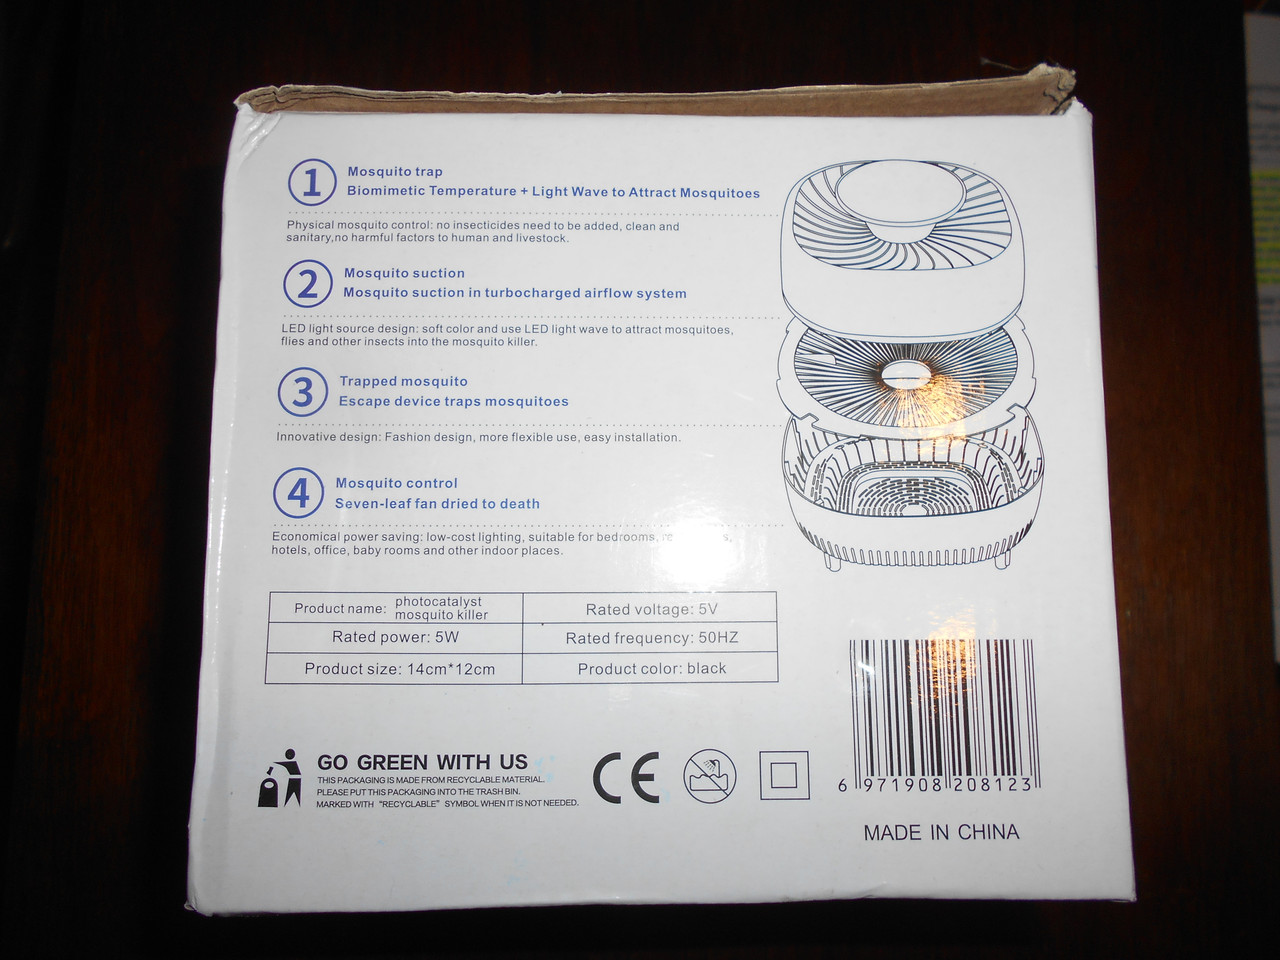 1
Mosquito trap
Biomimetic Temperature + Light Wave to Attract Mosquitoes
Physical mosquito control: no insecticides need to be added, clean and
sanitary,no harmful factors to human and livestock.
2
Mosquito suction
Mosquito suction in turbocharged airflow system
LED light source design: soft color and use LED light wave to attract mosquitoes,
flies and other insects into the mosquito killer.
3
Trapped mosquito
Escape device traps mosquitoes
Innovative design: Fashion design, more flexible use, easy installation.
4
Mosquito control
Seven-leaf fan dried to death
Economical power saving: low-cost lighting, suitable for bedrooms,
hotels, office, baby rooms and other indoor places.
Product name: photocatalyst
mosquito killer
Rated voltage: 5V
Rated power: 5W
Rated frequency: 50HZ
Product size: 14cm*12cm
Product color: black
GO GREEN WITH US
THIS PACKAGING IS MADE FROM RECYCLABLE MATERIAL.
PLEASE PUT THIS PACKAGING INTO THE TRASH BIN.
MARKED WITH "RECYCLABLE" SYMBOL WHEN IT IS NOT NEEDED.
CE
6 971908 208123
MADE IN CHINA